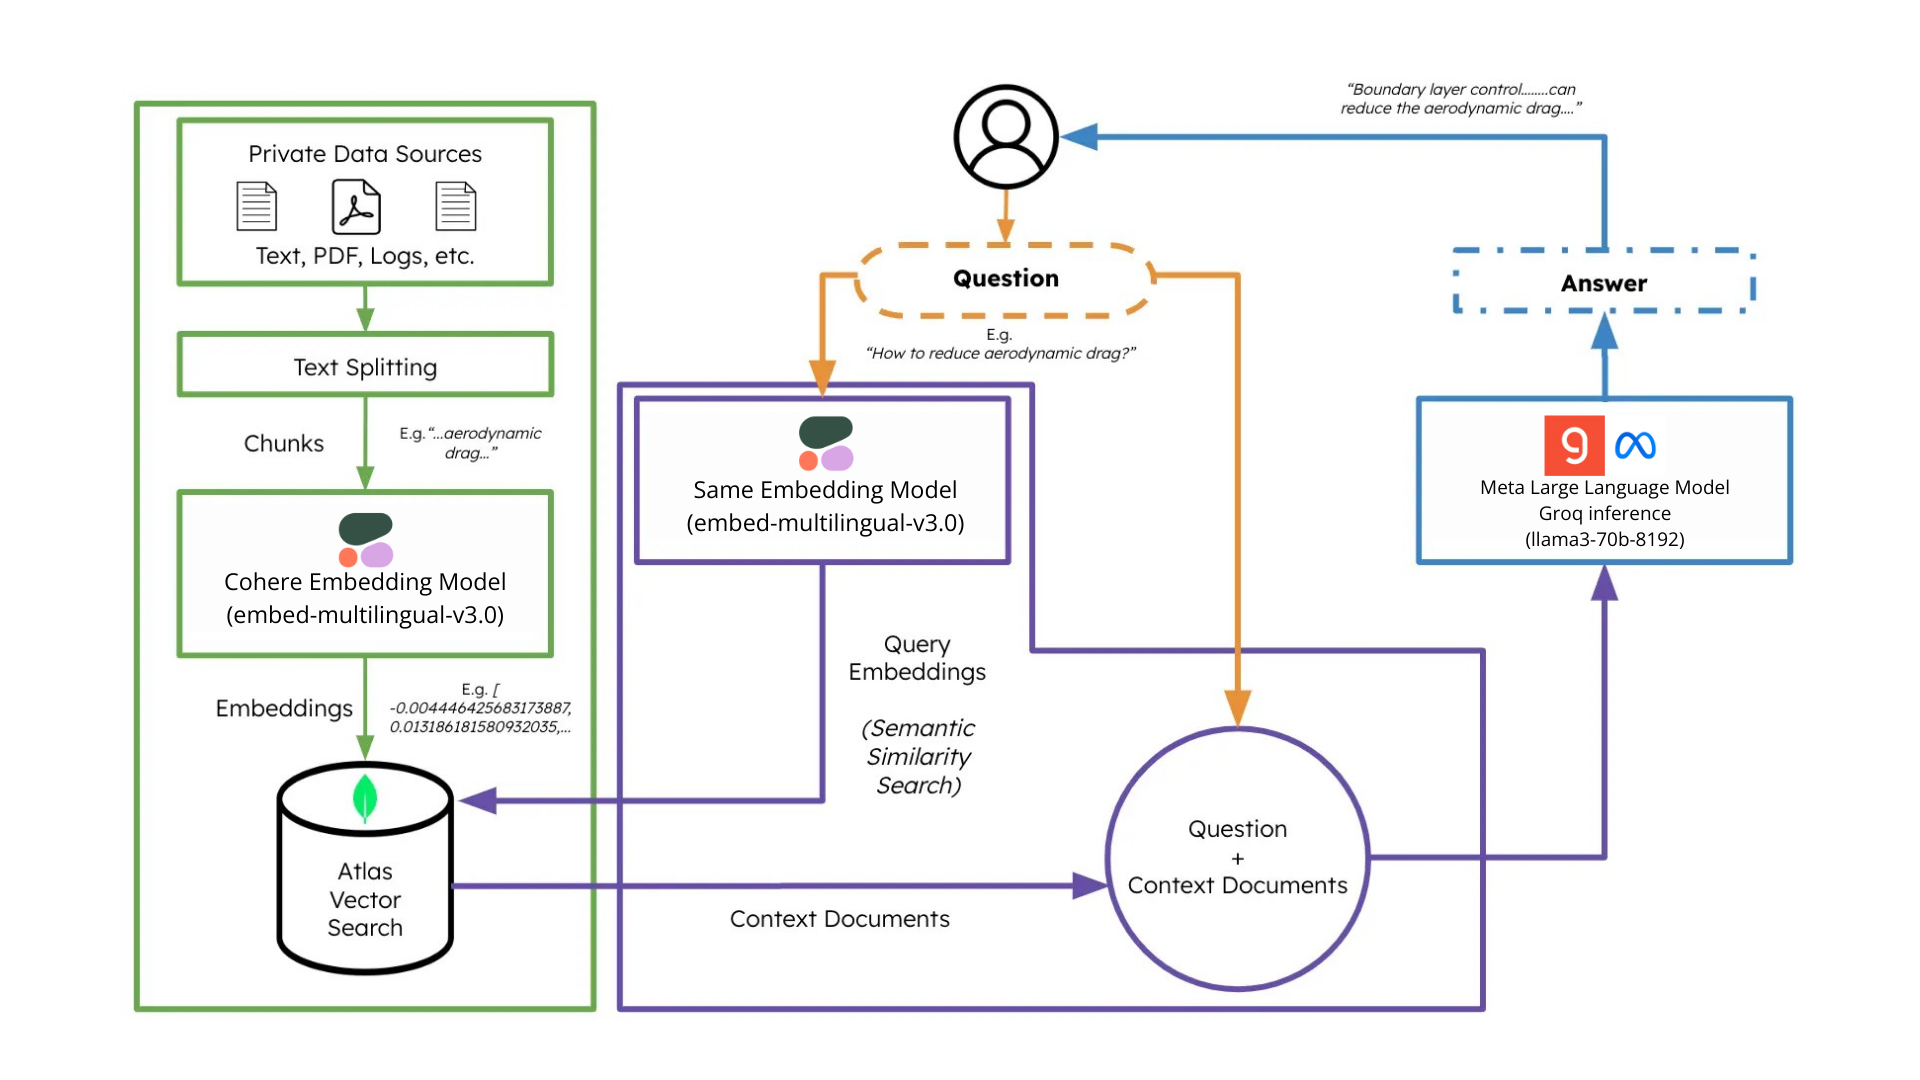 Private Data Sources
Text, PDF, Logs, etc.
Text Splitting
Chunks
E.g.“...aerodynamic
drag...”
Cohere Embedding Model
(embed-multilingual-v3.0)
Embeddings
E.g. [
-0.004446425683173887,
0.013186181580932035,...
Atlas
Vector
Search
Question
E.g.
“How to reduce aerodynamic drag?”
Same Embedding Model
(embed-multilingual-v3.0)
Query
Embeddings
(Semantic
Similarity
Search)
Context Documents
Question
+
Context Documents
“Boundary layer control........can
reduce the aerodynamic drag....”
Answer
Meta Large Language Model
Groq inference
(llama3-70b-8192)